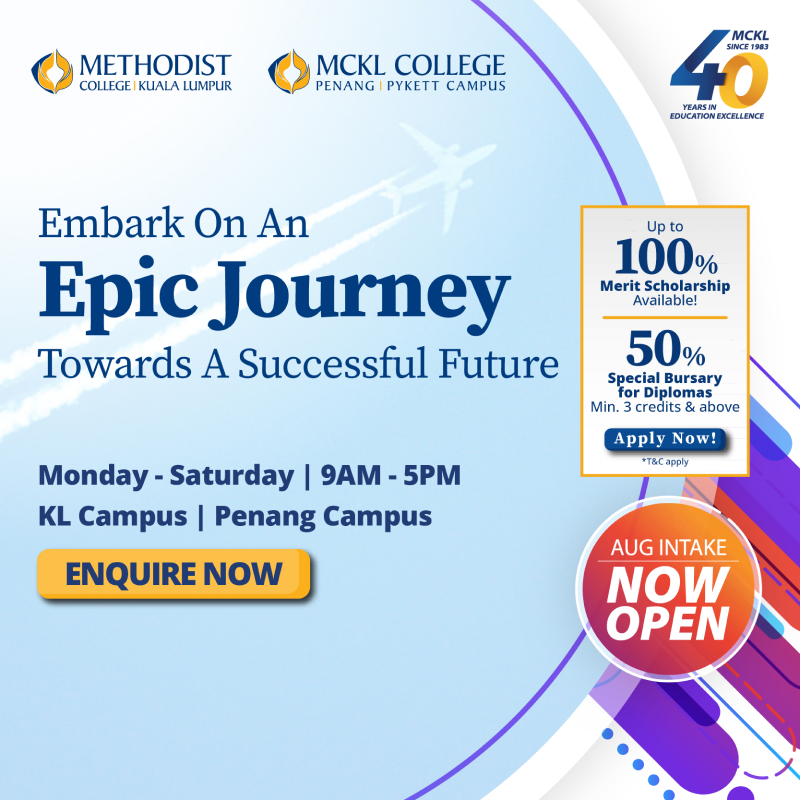 METHODIST
COLLEGE | KUALA LUMPUR
MCKL COLLEGE
PENANG | PYKETT CAMPUS
MCKL
SINCE 1983
40
YEARS IN
EDUCATION EXCELLENCE
Embark On An
Epic Journey
Towards A Successful Future
Up to
100%
Merit Scholarship
Available!
50%
Special Bursary
for Diplomas
Min. 3 credits & above
Apply Now!
*T&C apply
Monday - Saturday | 9AM - 5PM
KL Campus | Penang Campus
ENQUIRE NOW
AUG INTAKE
NOW
OPEN